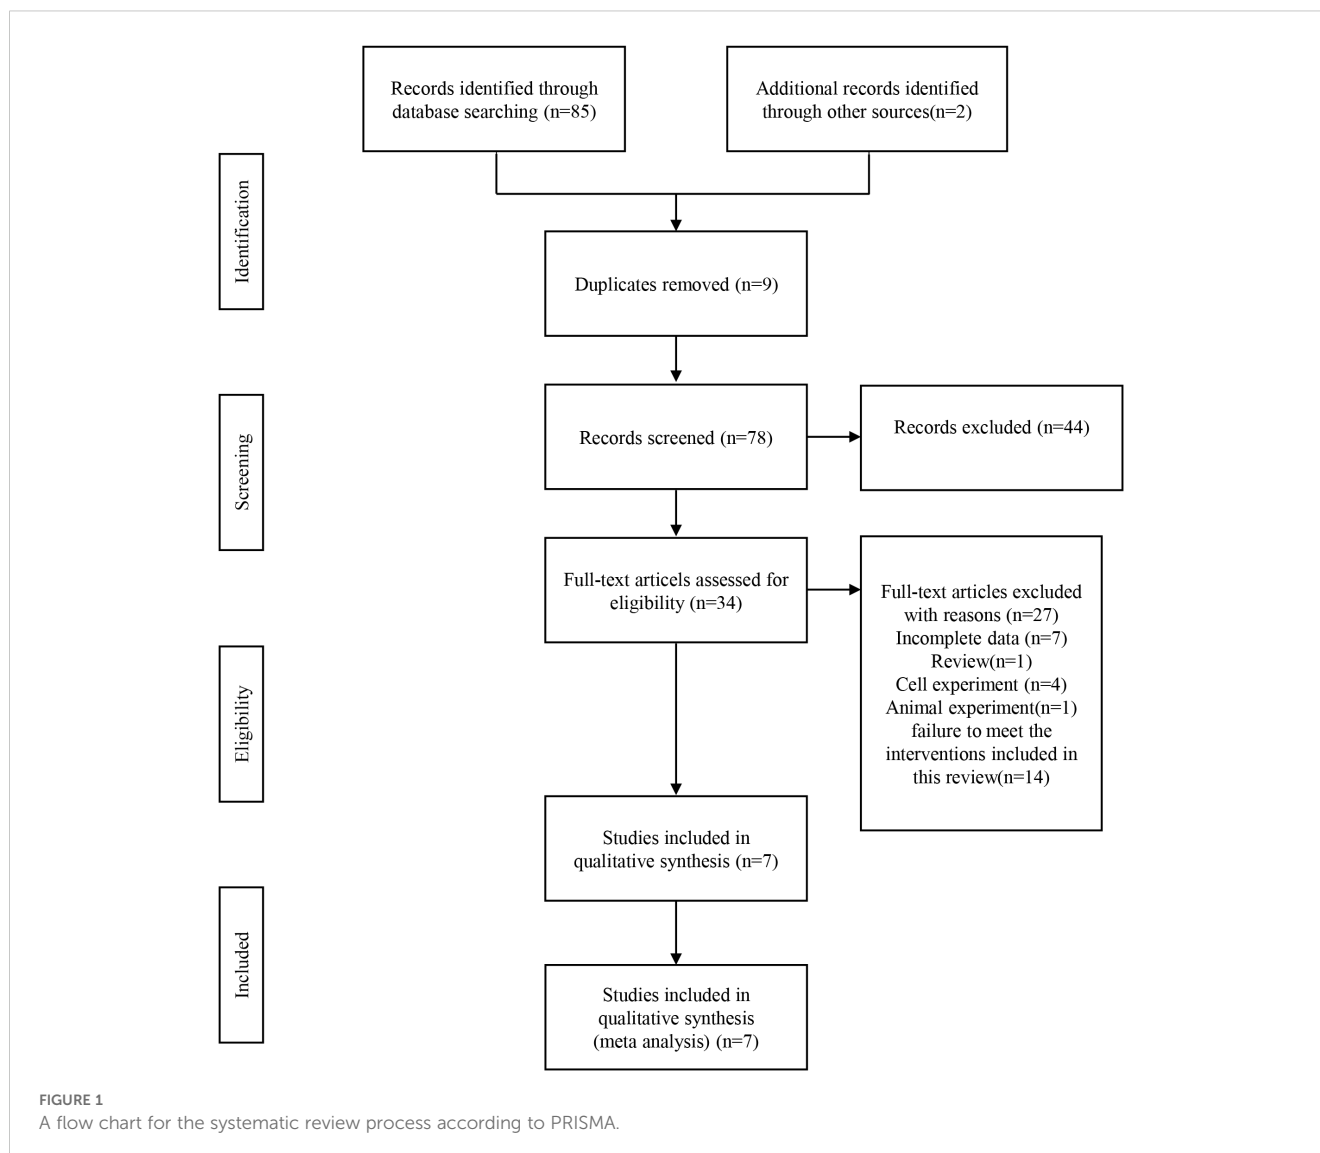 Records identified through
database searching (n=85)
Additional records identified
through other sources(n=2)
Identification
Duplicates removed (n=9)
Screening
Records screened (n=78)
Records excluded (n=44)
Full-text articels assessed for
eligibility (n=34)
Full-text articles excluded
with reasons (n=27)
Incomplete data (n=7)
Review(n=1)
Cell experiment (n=4)
Animal experiment(n=1)
failure to meet the
interventions included in
this review(n=14)
Eligibility
Studies included in
qualitative synthesis (n=7)
Included
Studies included in
qualitative synthesis
(meta analysis) (n=7)
FIGURE 1
A flow chart for the systematic review process according to PRISMA.